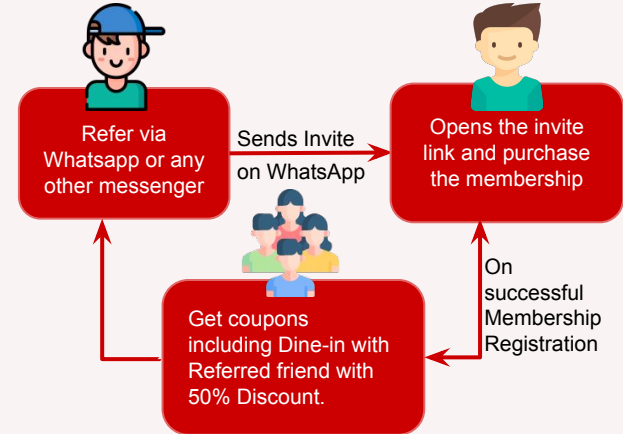 Refer via
Whatsapp or any
other messenger
Sends Invite
on WhatsApp
Opens the invite
link and purchase
the membership
On
successful
Membership
Registration
Get coupons
including Dine-in with
Referred friend with
50% Discount.